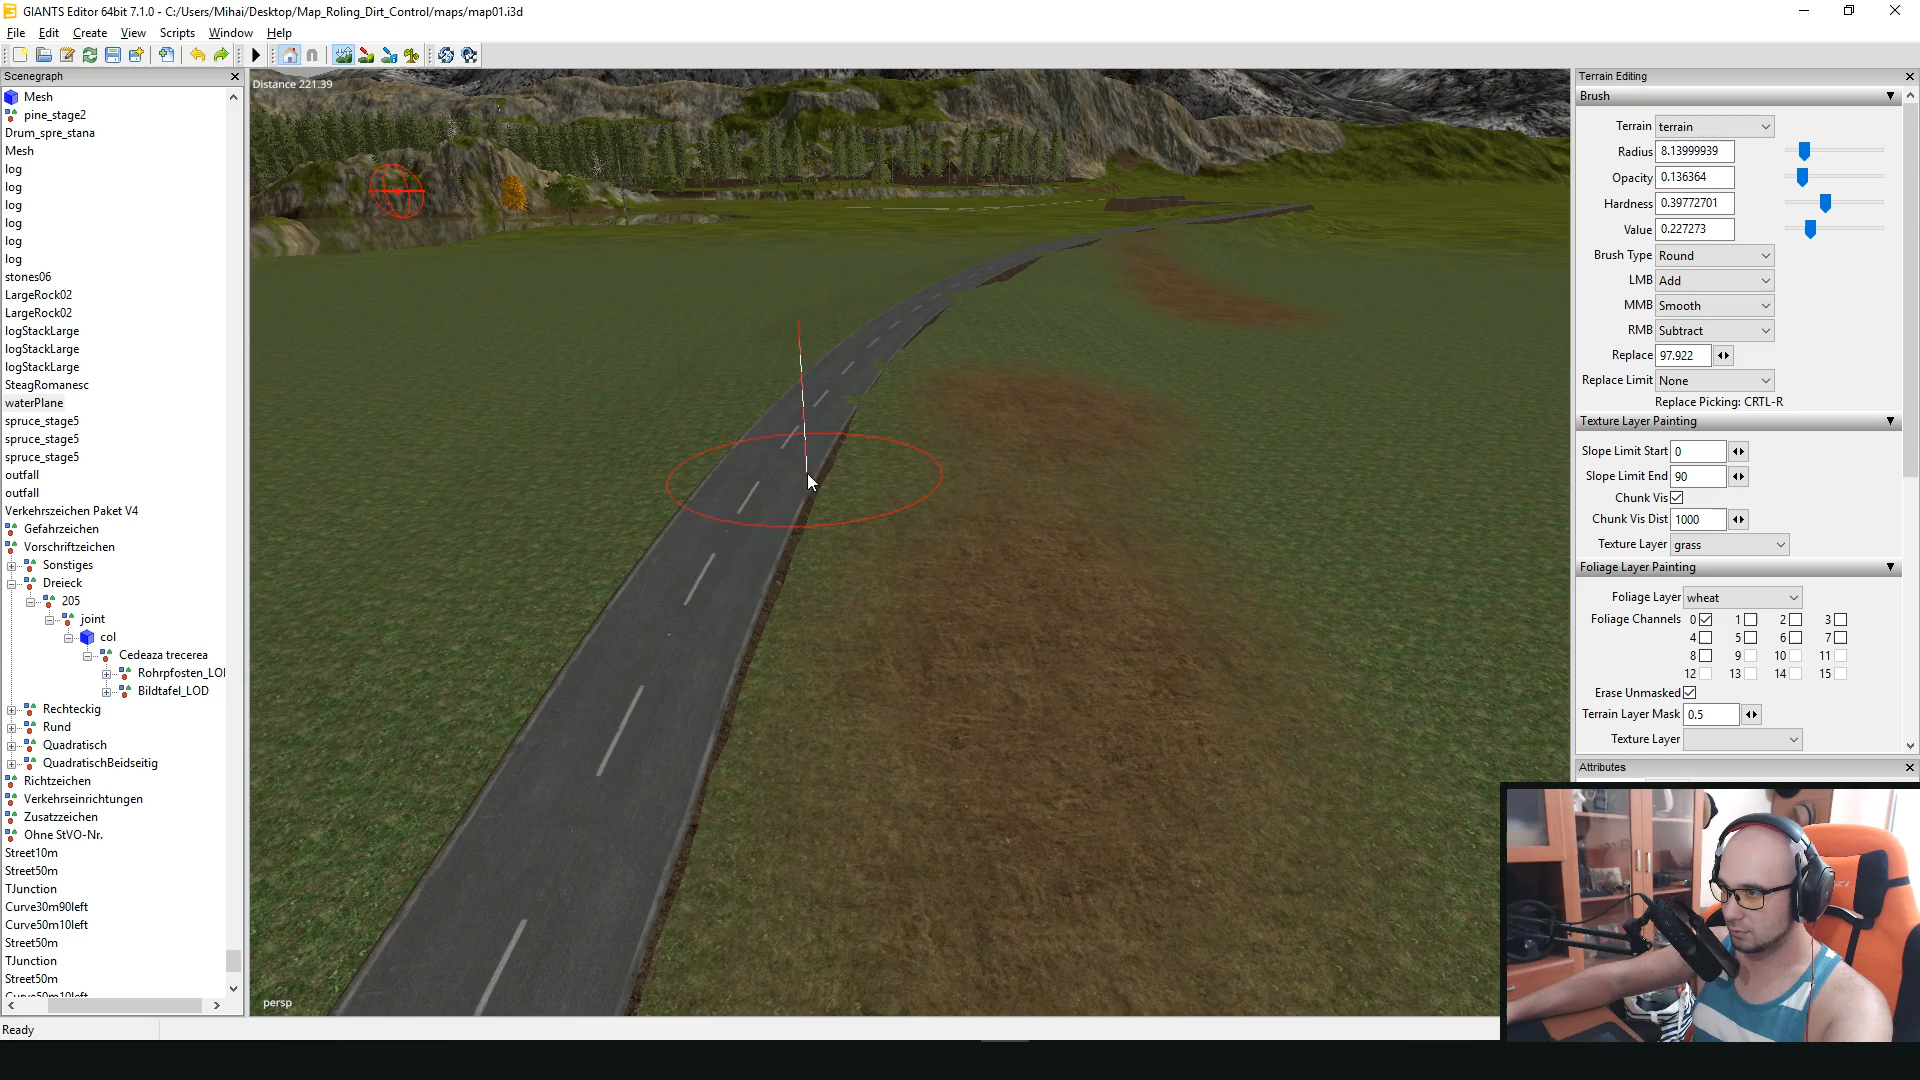 GIANTS Editor 64bit 7.1.0 - C:/Users/Mihai/Desktop/Map_Roling_Dirt_Control/maps/map01.i3d
File Edit Create View Scripts Window Help
Scenegraph
Mesh
pine_stage2
Drum_spre_stana
Mesh
log
log
log
log
log
log
stones06
LargeRock02
LargeRock02
logStackLarge
logStackLarge
logStackLarge
SteagRomanesc
waterPlane
spruce_stage5
spruce_stage5
spruce_stage5
outfall
outfall
Verkehrszeichen Paket V4
Gefahrzeichen
Vorschriftzeichen
Sonstiges
Dreieck
205
joint
col
Cedeaza trecerea
Rohrpfosten_LO
Bildtafel_LOD
Rechteckig
Rund
Quadratisch
QuadratischBeidseitig
Richtzeichen
Verkehrseinrichtungen
Zusatzzeichen
Ohne StVO-Nr.
Street10m
Street50m
TJunction
Curve30m90left
Curve50m10left
Street50m
TJunction
Street50m
Curve50m10left
Ready
Distance 221.39
persp
Terrain Editing
Brush
Terrain terrain
Radius 8.13999939
Opacity 0.136364
Hardness 0.39772701
Value 0.227273
Brush Type Round
LMB Add
MMB Smooth
RMB Subtract
Replace 97.922
Replace Limit None
Replace Picking: CRTL-R
Texture Layer Painting
Slope Limit Start 0
Slope Limit End 90
Chunk Vis
Chunk Vis Dist 1000
Texture Layer grass
Foliage Layer Painting
Foliage Layer wheat
Foliage Channels 0 1 2 3
4 5 6 7
8 9 10 11
12 13 14 15
Erase Unmasked
Terrain Layer Mask 0.5
Texture Layer
Attributes